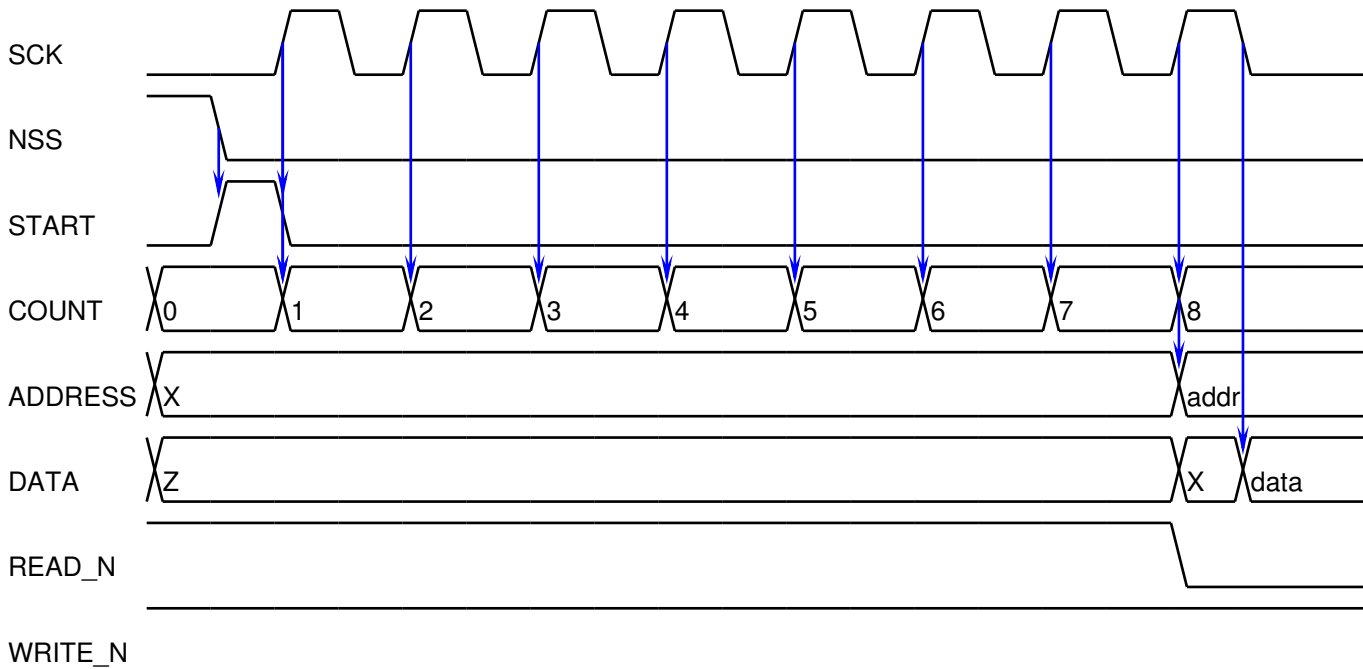 SCK
NSS
START
COUNT 0 1 2 3 4 5 6 7 8
ADDRESS X addr
DATA Z X data
READ_N
WRITE_N